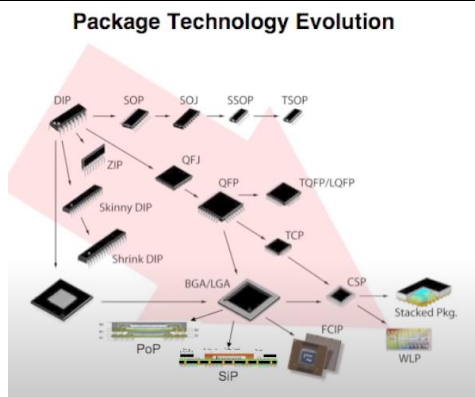 Package Technology Evolution
DIP
SOP
SOJ
SSOP
TSOP
ZIP
QFJ
QFP
TQFP/LQFP
Skinny DIP
TCP
Shrink DIP
BGA/LGA
CSP
Stacked Pkg.
FCIP
PoP
WLP
SiP